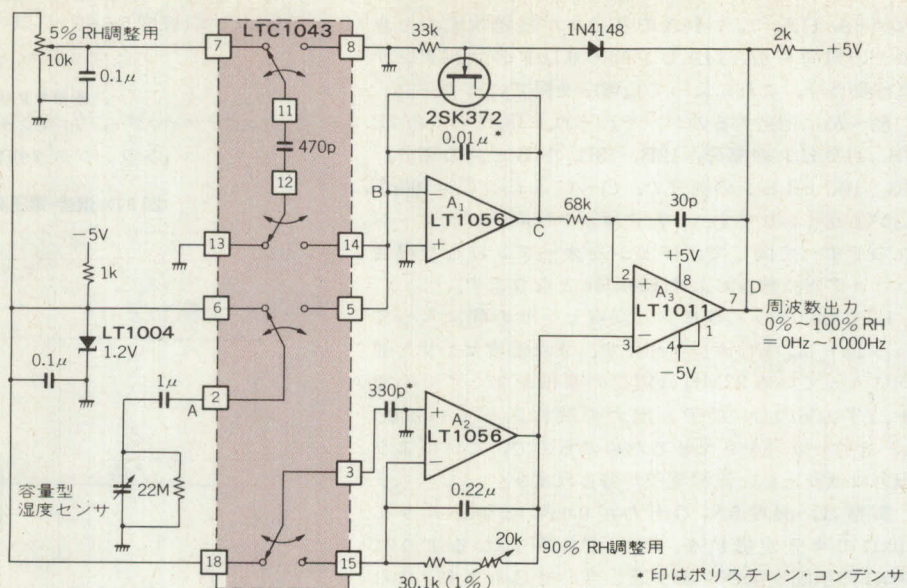 5% RH調整用
10k
0.1μ
LTC1043
7
8
11
470p
12
13
14
6
5
2
A
3
18
15
33k
1N4148
2k
+5V
2SK372
0.01μ *
B
A1
LT1056
−
+
C
68k
30p
+5V
2
8
A3
LT1011
7
D
1
3
−
4
−5V
周波数出力
0%~100% RH
=0Hz~1000Hz
−5V
1k
LT1004
1.2V
0.1μ
1μ
容量型
湿度センサ
22M
330p
+
A2
LT1056
−
0.22μ
20k
90% RH調整用
30.1k (1%)
*印はポリスチレン・コンデンサ